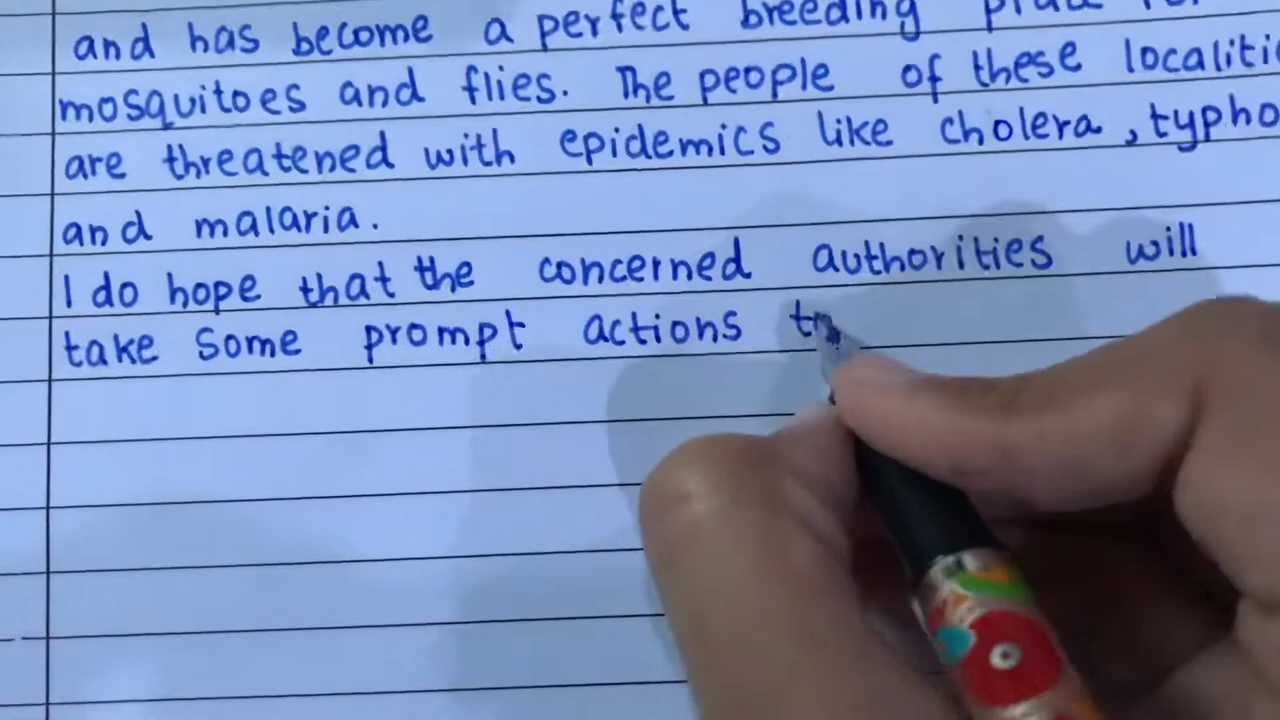 and has become a perfect breeding
mosquitoes and flies. The people of these
are threatened with epidemics like cholera,
and malaria.
I do hope that the concerned authorities will
take some prompt actions